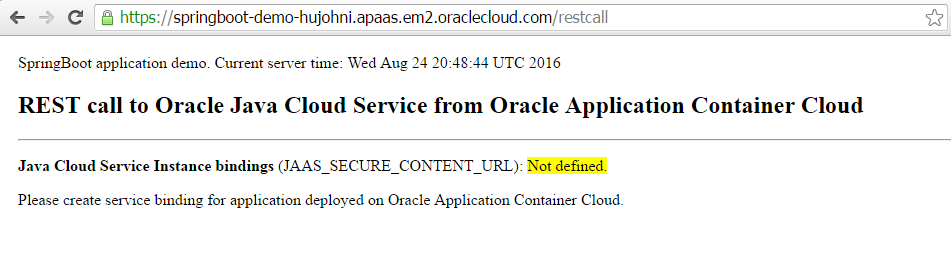 https://springboot-demo-hujohni.apaas.em2.oraclecloud.com/restcall
SpringBoot application demo. Current server time: Wed Aug 24 20:48:44 UTC 2016
REST call to Oracle Java Cloud Service from Oracle Application Container Cloud
Java Cloud Service Instance bindings (JAAS_SECURE_CONTENT_URL): Not defined.
Please create service binding for application deployed on Oracle Application Container Cloud.